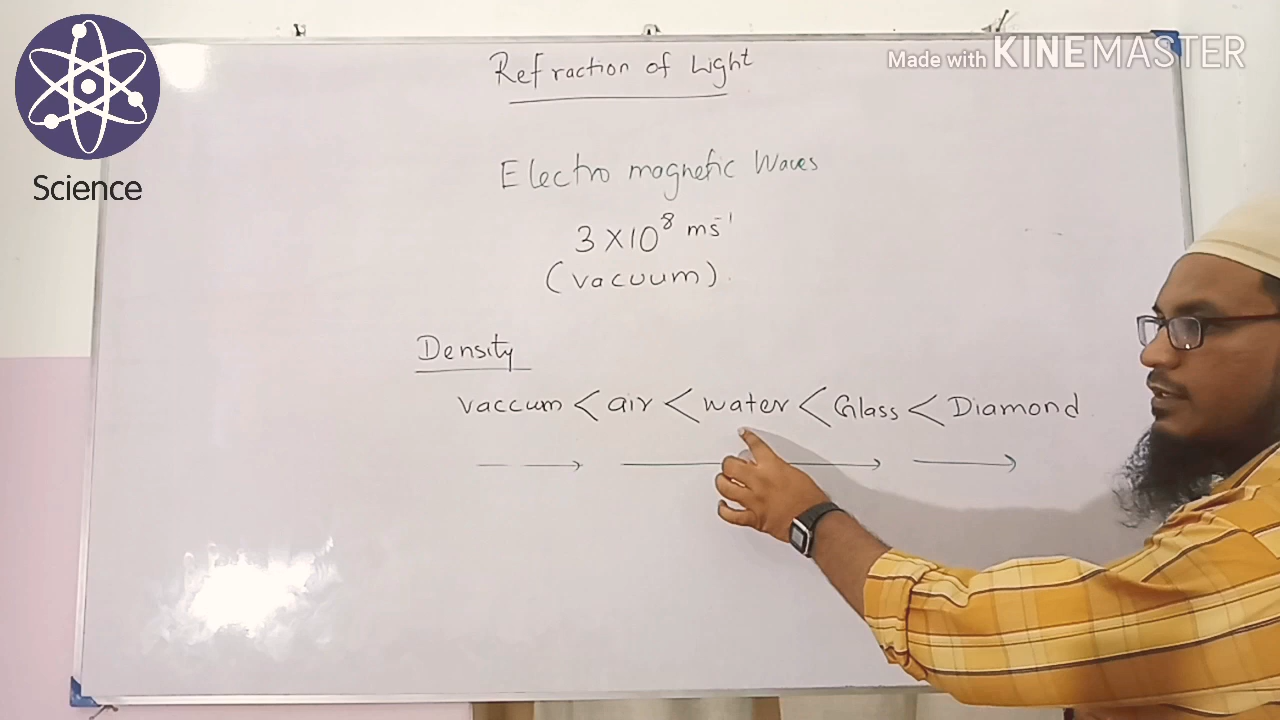 Refraction of Light
Made with KINEMASTER
Science
Electro magnetic Waves
3 X 10⁸ ms⁻¹
(vacuum)
Density
vaccum < air < water < Glass < Diamond